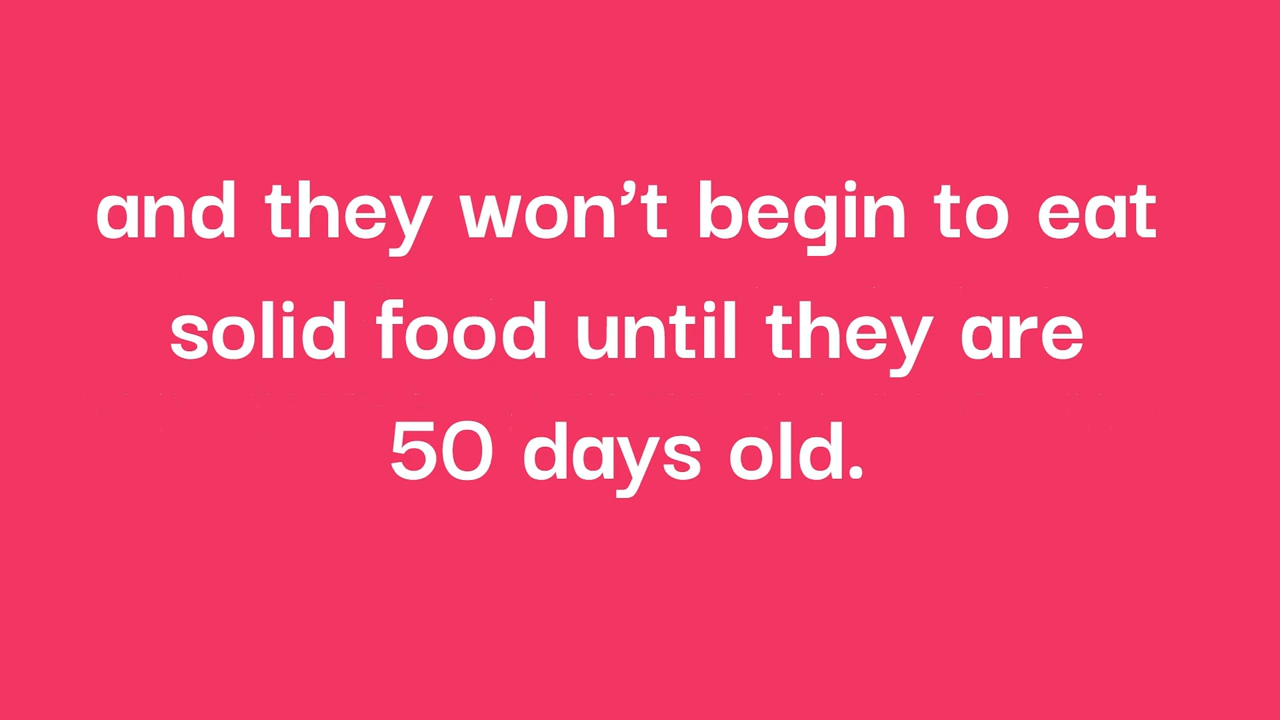 and they won’t begin to eat
solid food until they are
50 days old.